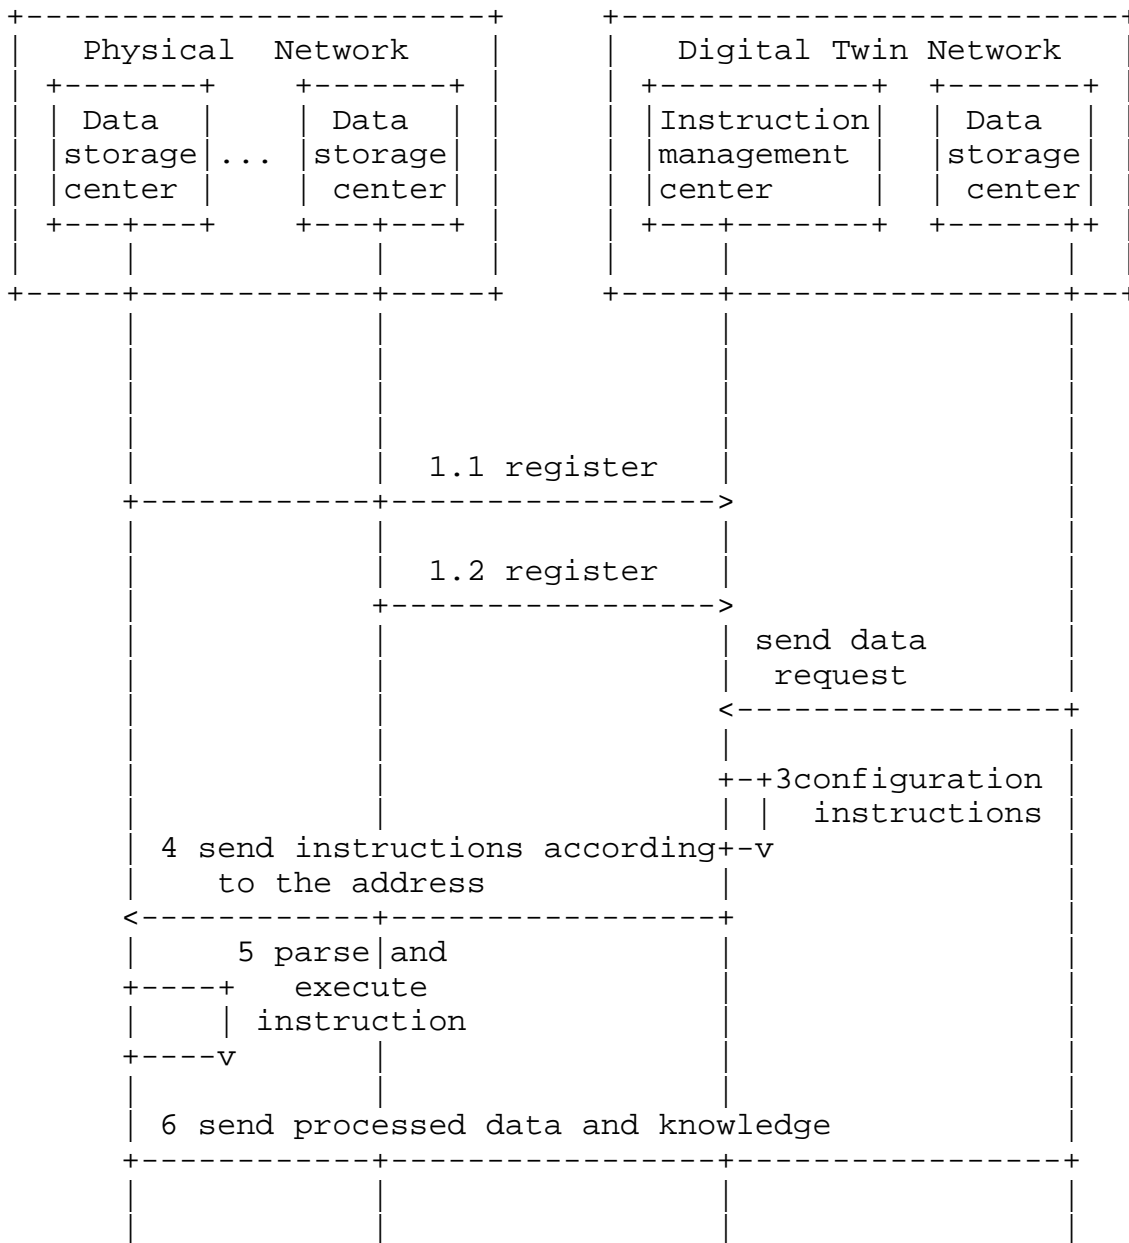 Physical Network
Digital Twin Network
Data
storage
center
...
Data
storage
center
Instruction
management
center
Data
storage
center
1.1 register
1.2 register
send data
request
3configuration
instructions
4 send instructions according
to the address
5 parse and
execute
instruction
6 send processed data and knowledge